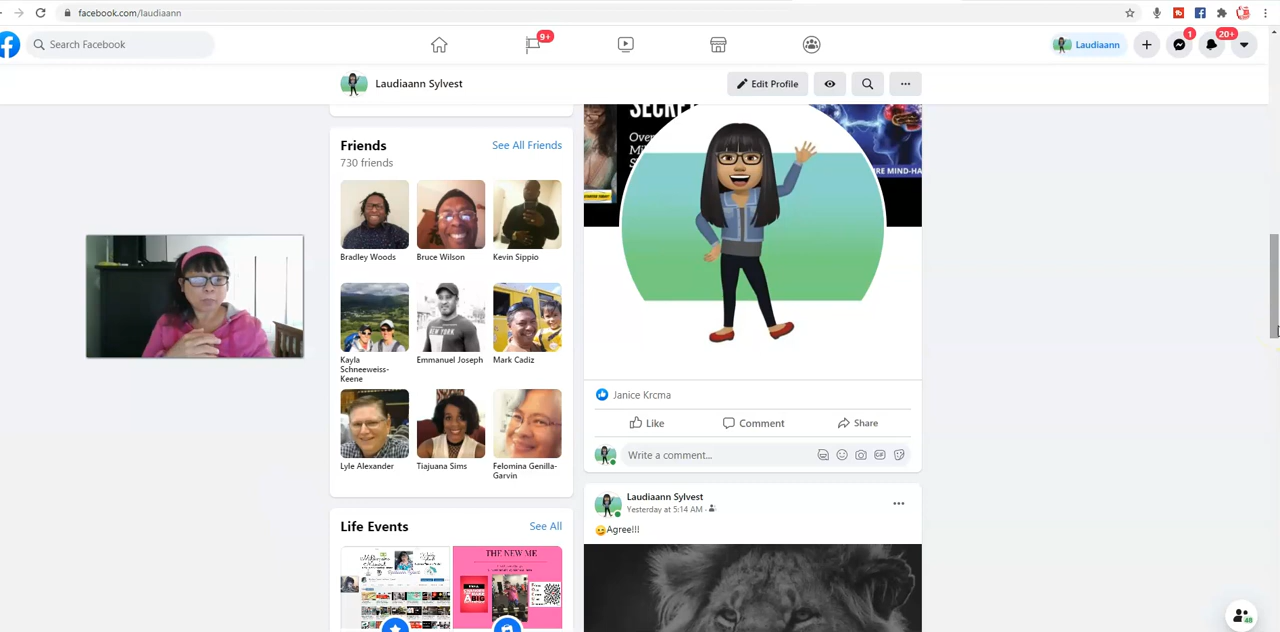 facebook.com/laudiaann
Search Facebook
9+
Laudiaann
1
20+
Laudiaann Sylvest
Edit Profile
Friends
See All Friends
730 friends
Bradley Woods
Bruce Wilson
Kevin Sippio
Kayla Schneeweiss-Keene
Emmanuel Joseph
Mark Cadiz
Lyle Alexander
Tiajuana Sims
Felomina Genilla-Garvin
Life Events
See All
THE NEW ME
Janice Krcma
Like
Comment
Share
Write a comment...
GIF
Laudiaann Sylvest
Yesterday at 5:14 AM
Agree!!!
48